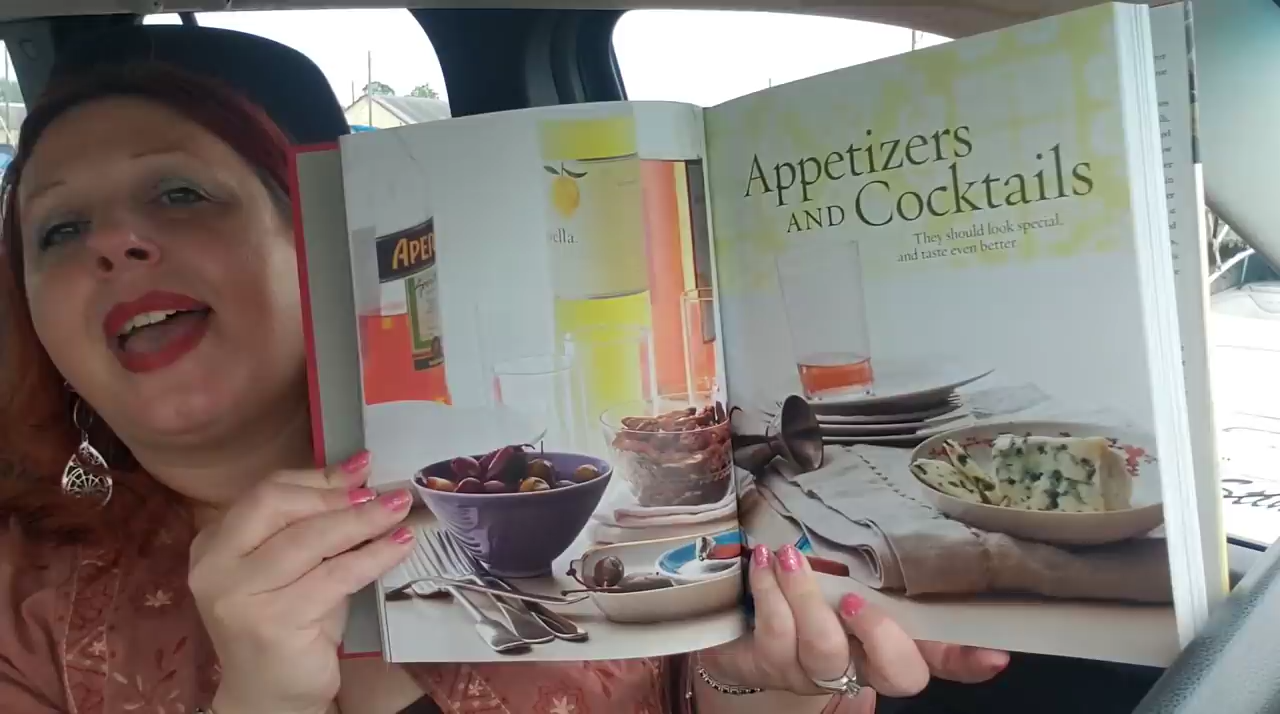 APER
ella.
Appetizers
AND Cocktails
They should look special,
and taste even better.